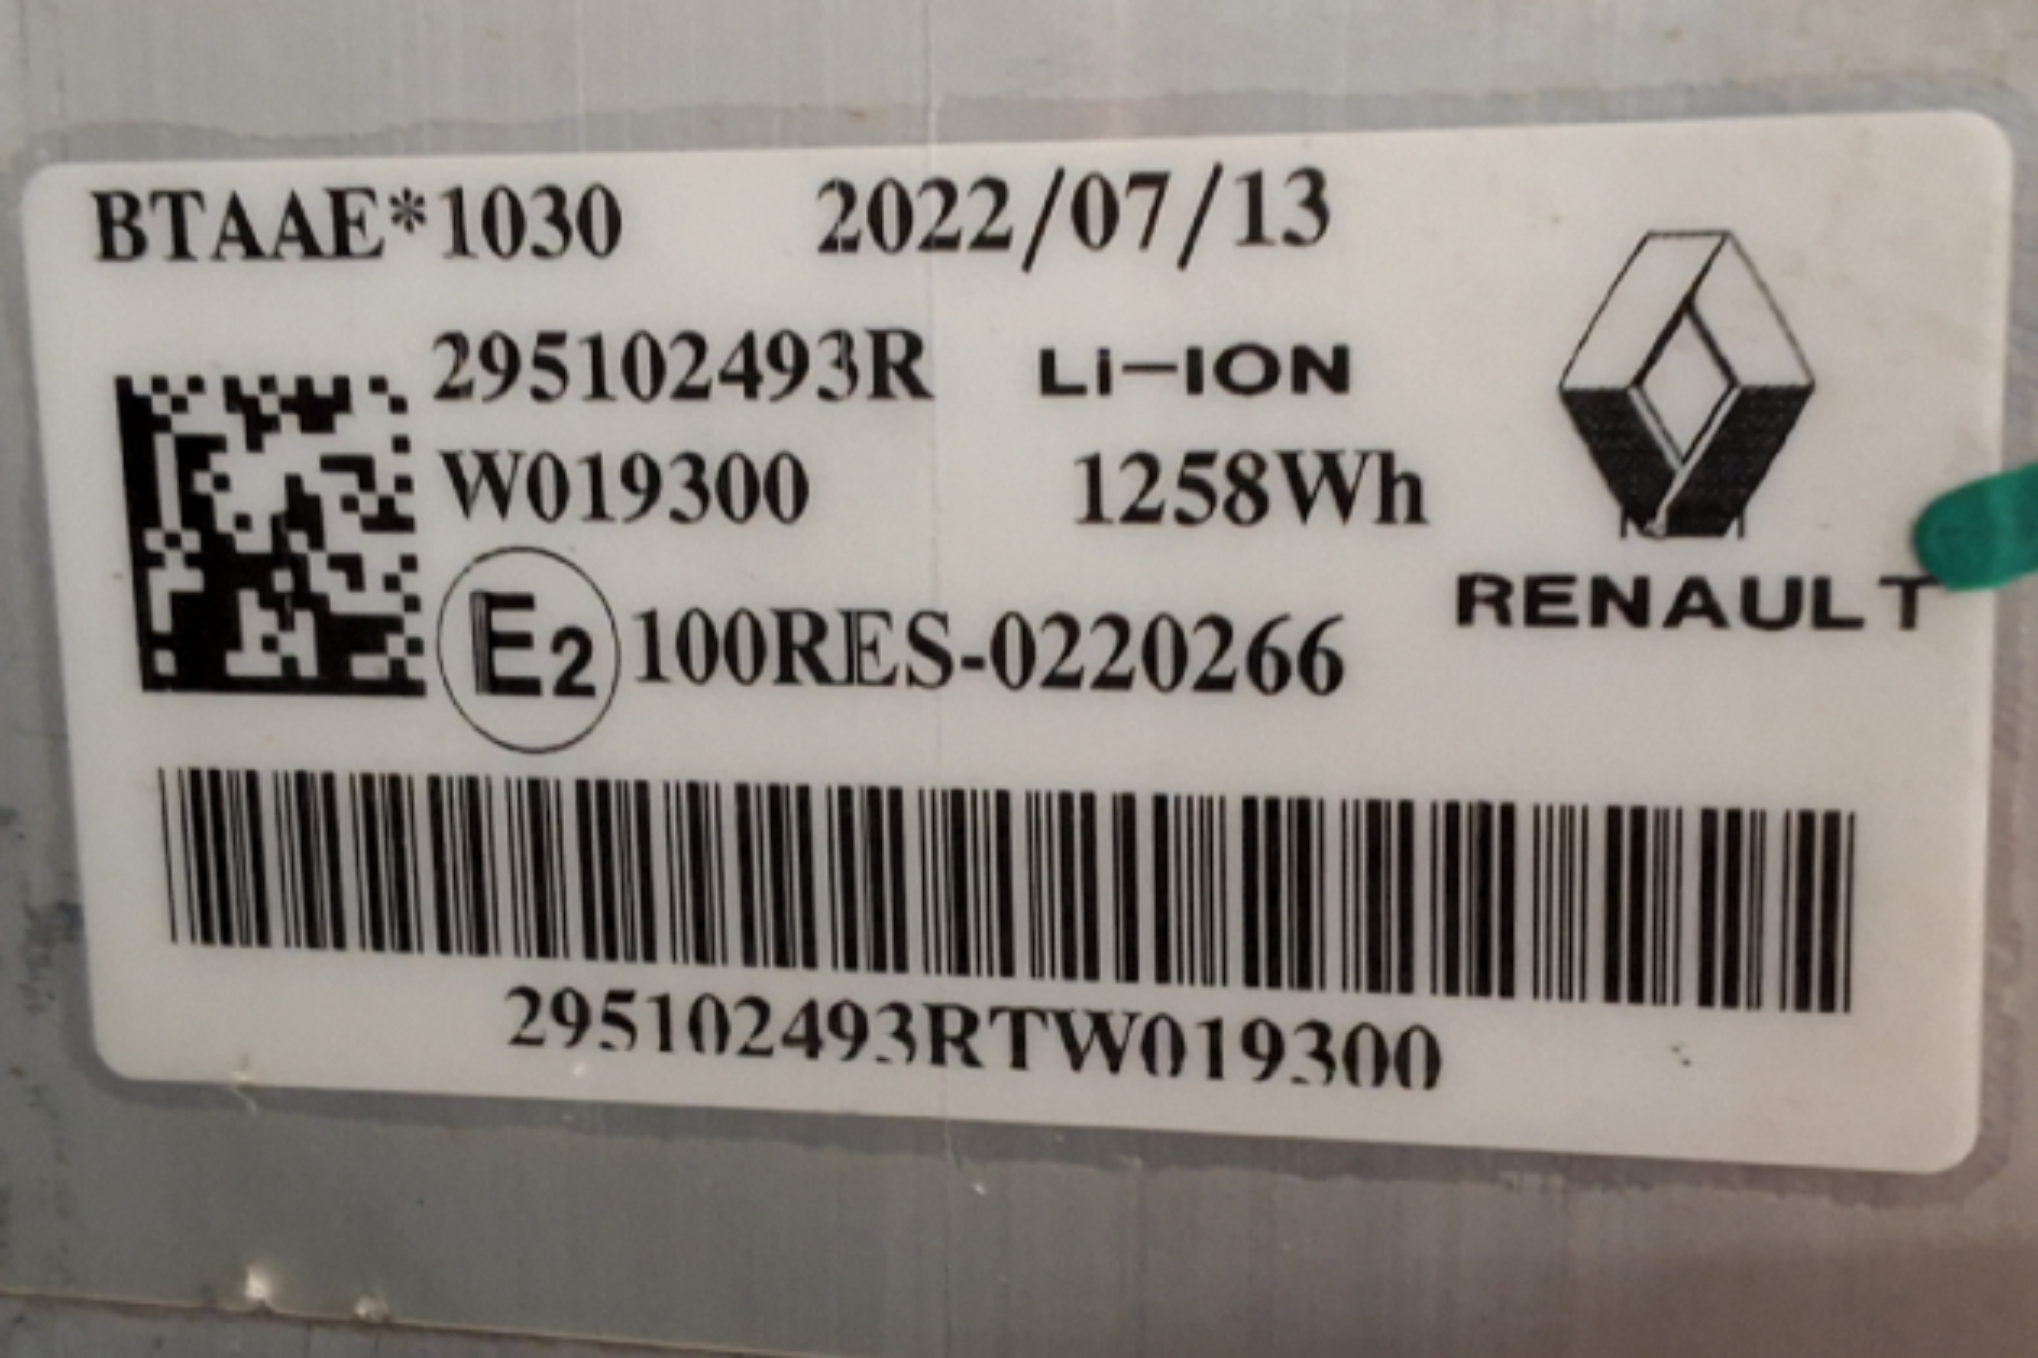 BTAAE*1030 2022/07/13
295102493R Li-ION
W019300 1258Wh
RENAULT
E2 100RES-0220266
295102493RTW019300